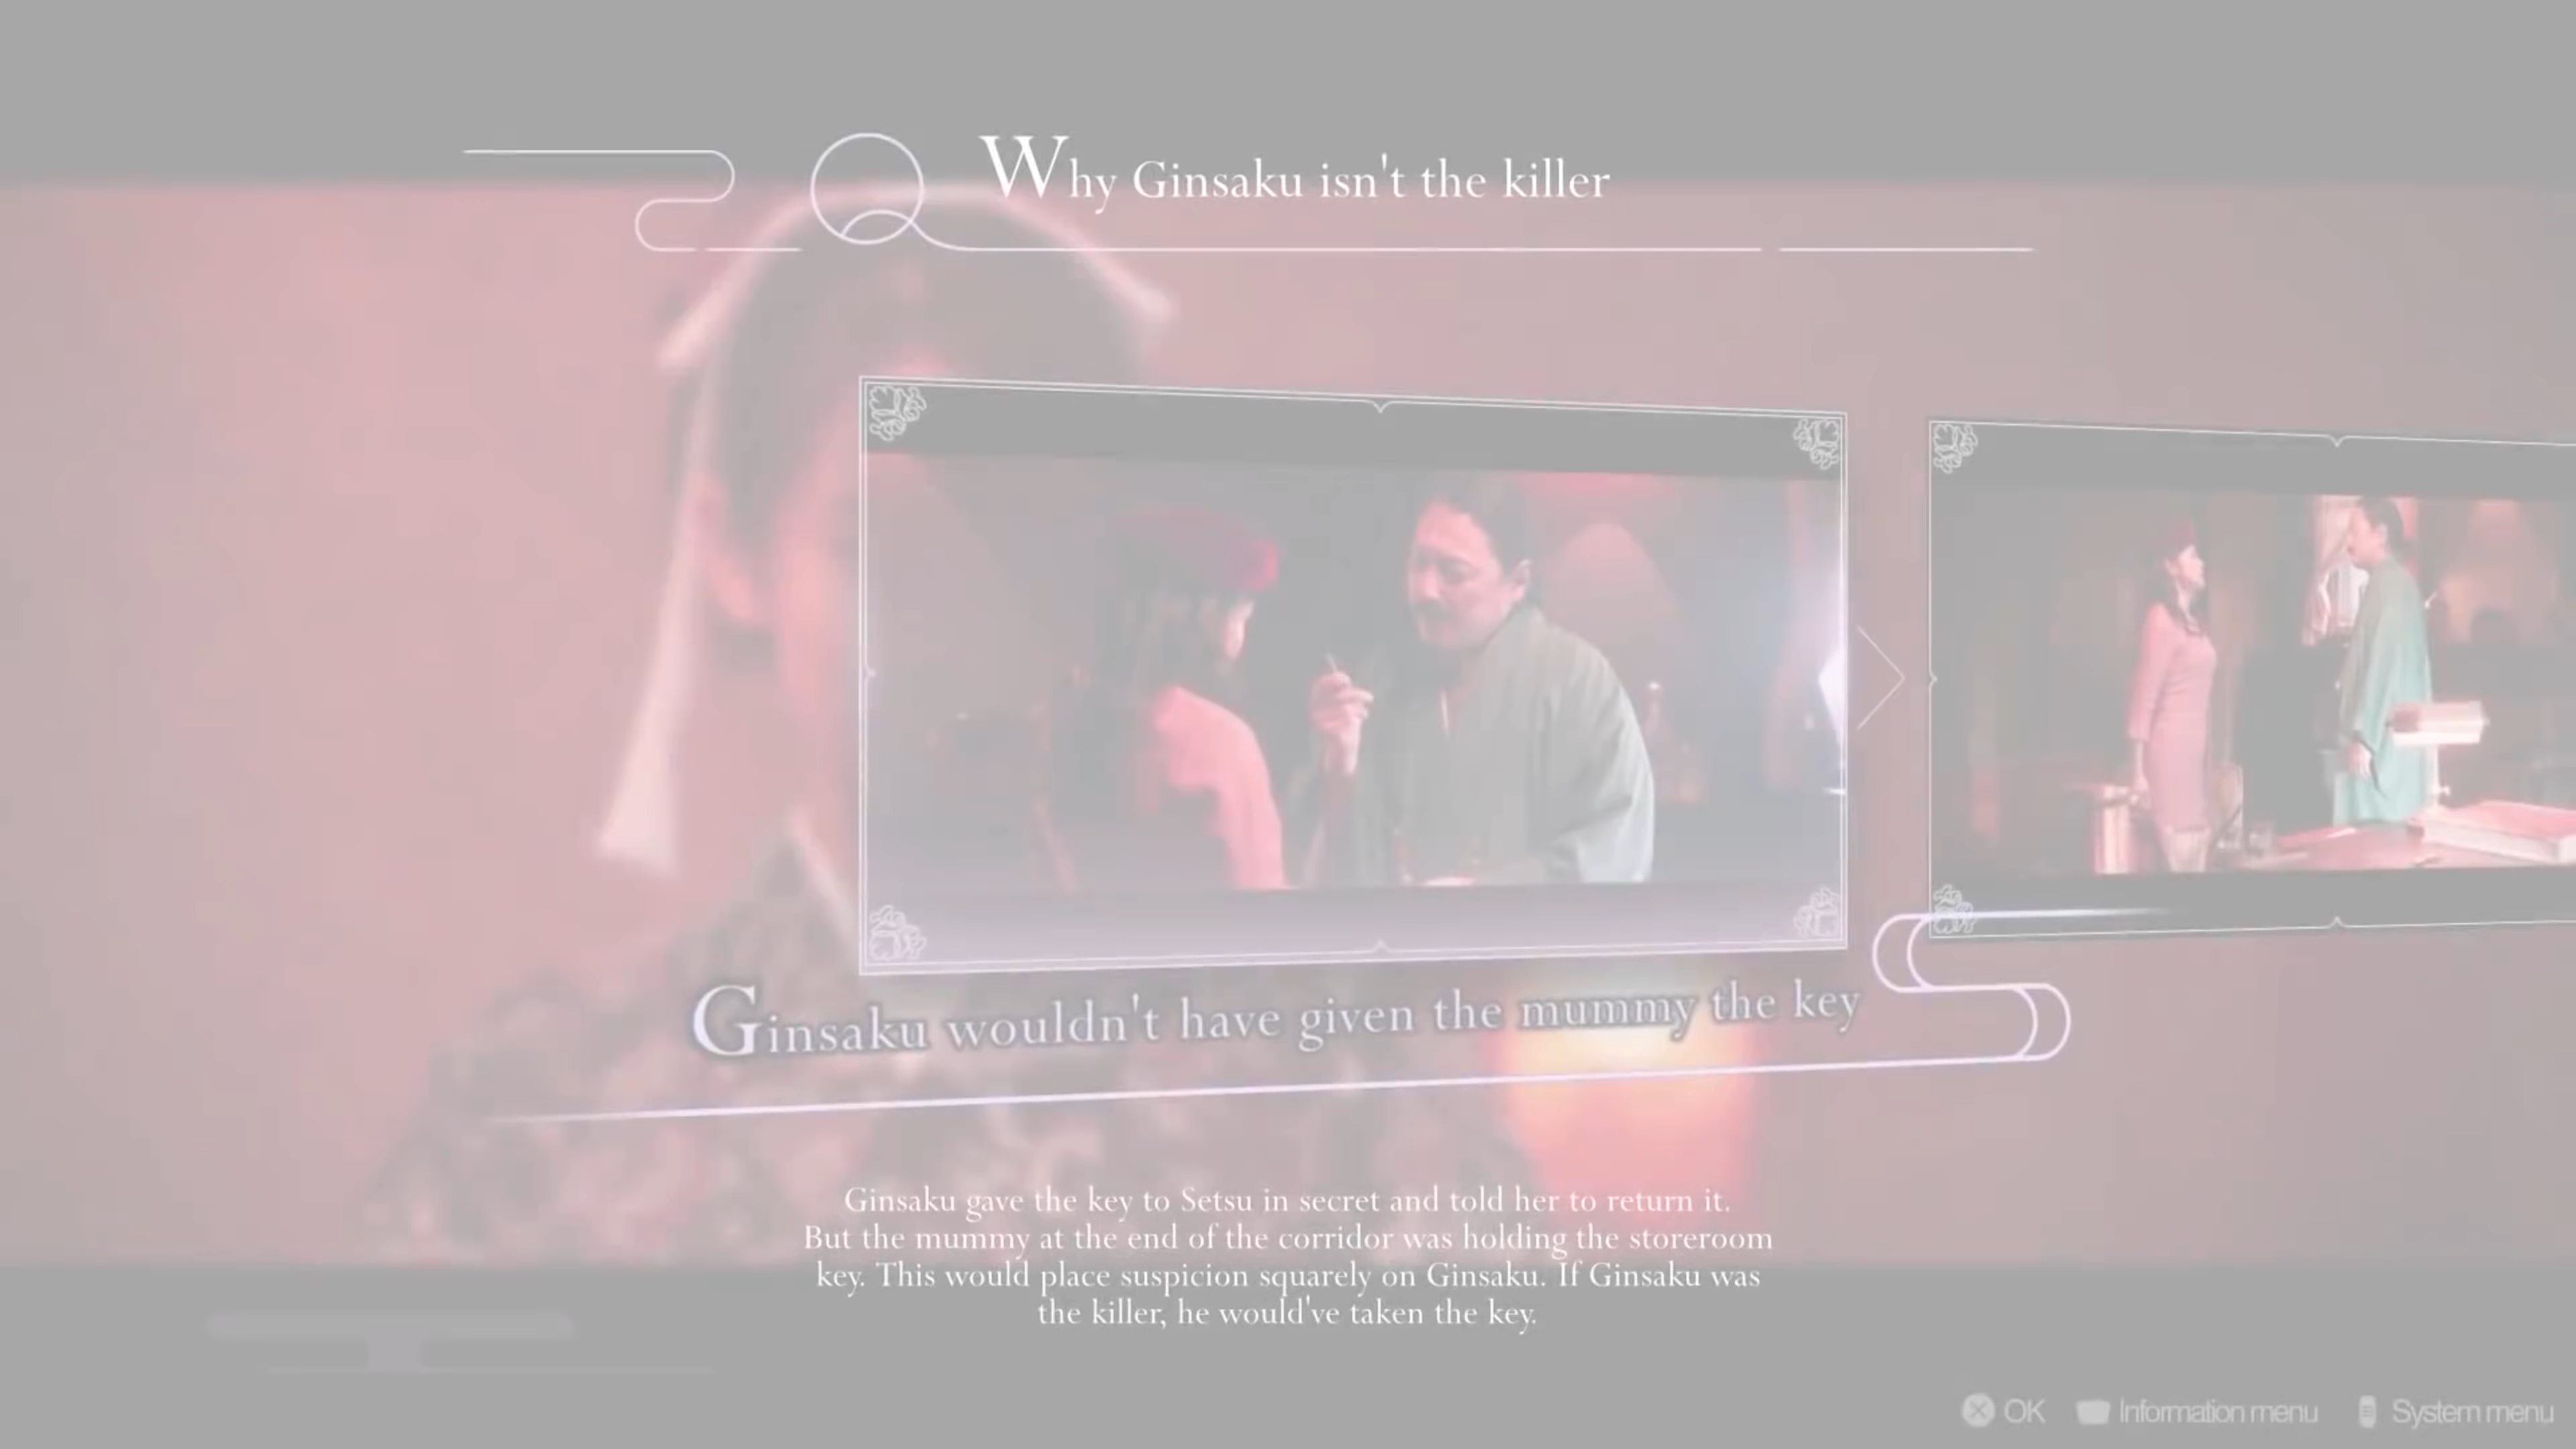 Why Ginsaku isn't the killer
Ginsaku wouldn't have given the mummy the key
Ginsaku gave the key to Setsu in secret and told her to return it.
But the mummy at the end of the corridor was holding the storeroom
key. This would place suspicion squarely on Ginsaku. If Ginsaku was
the killer, he would've taken the key.
OK Information menu System menu